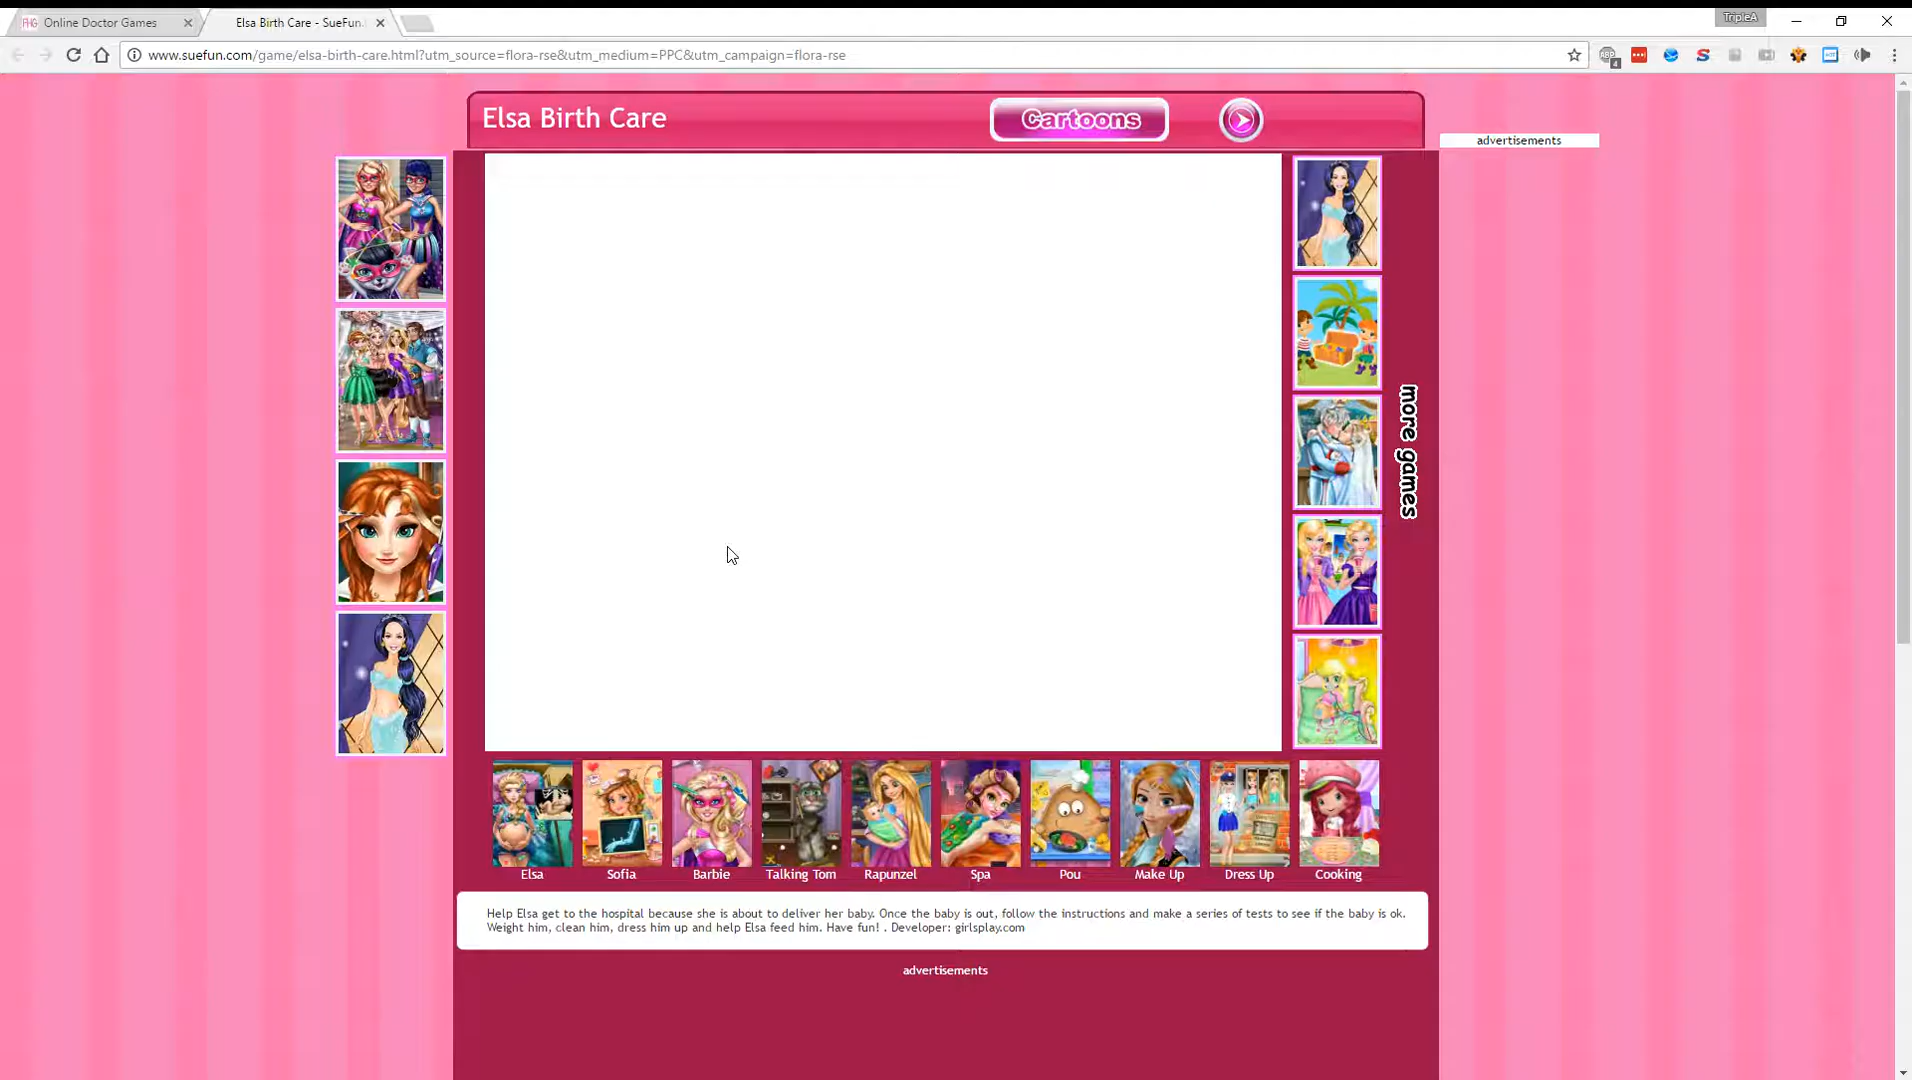 Online Doctor Games
Elsa Birth Care - SueFun.
TripleA
www.suefun.com/game/elsa-birth-care.html?utm_source=flora-rse&utm_medium=PPC&utm_campaign=flora-rse
4
Elsa Birth Care
Cartoons
advertisements
more games
Elsa
Sofia
Barbie
Talking Tom
Rapunzel
Spa
Pou
Make Up
Dress Up
Cooking
Help Elsa get to the hospital because she is about to deliver her baby. Once the baby is out, follow the instructions and make a series of tests to see if the baby is ok.
Weight him, clean him, dress him up and help Elsa feed him. Have fun! . Developer: girlsplay.com
advertisements